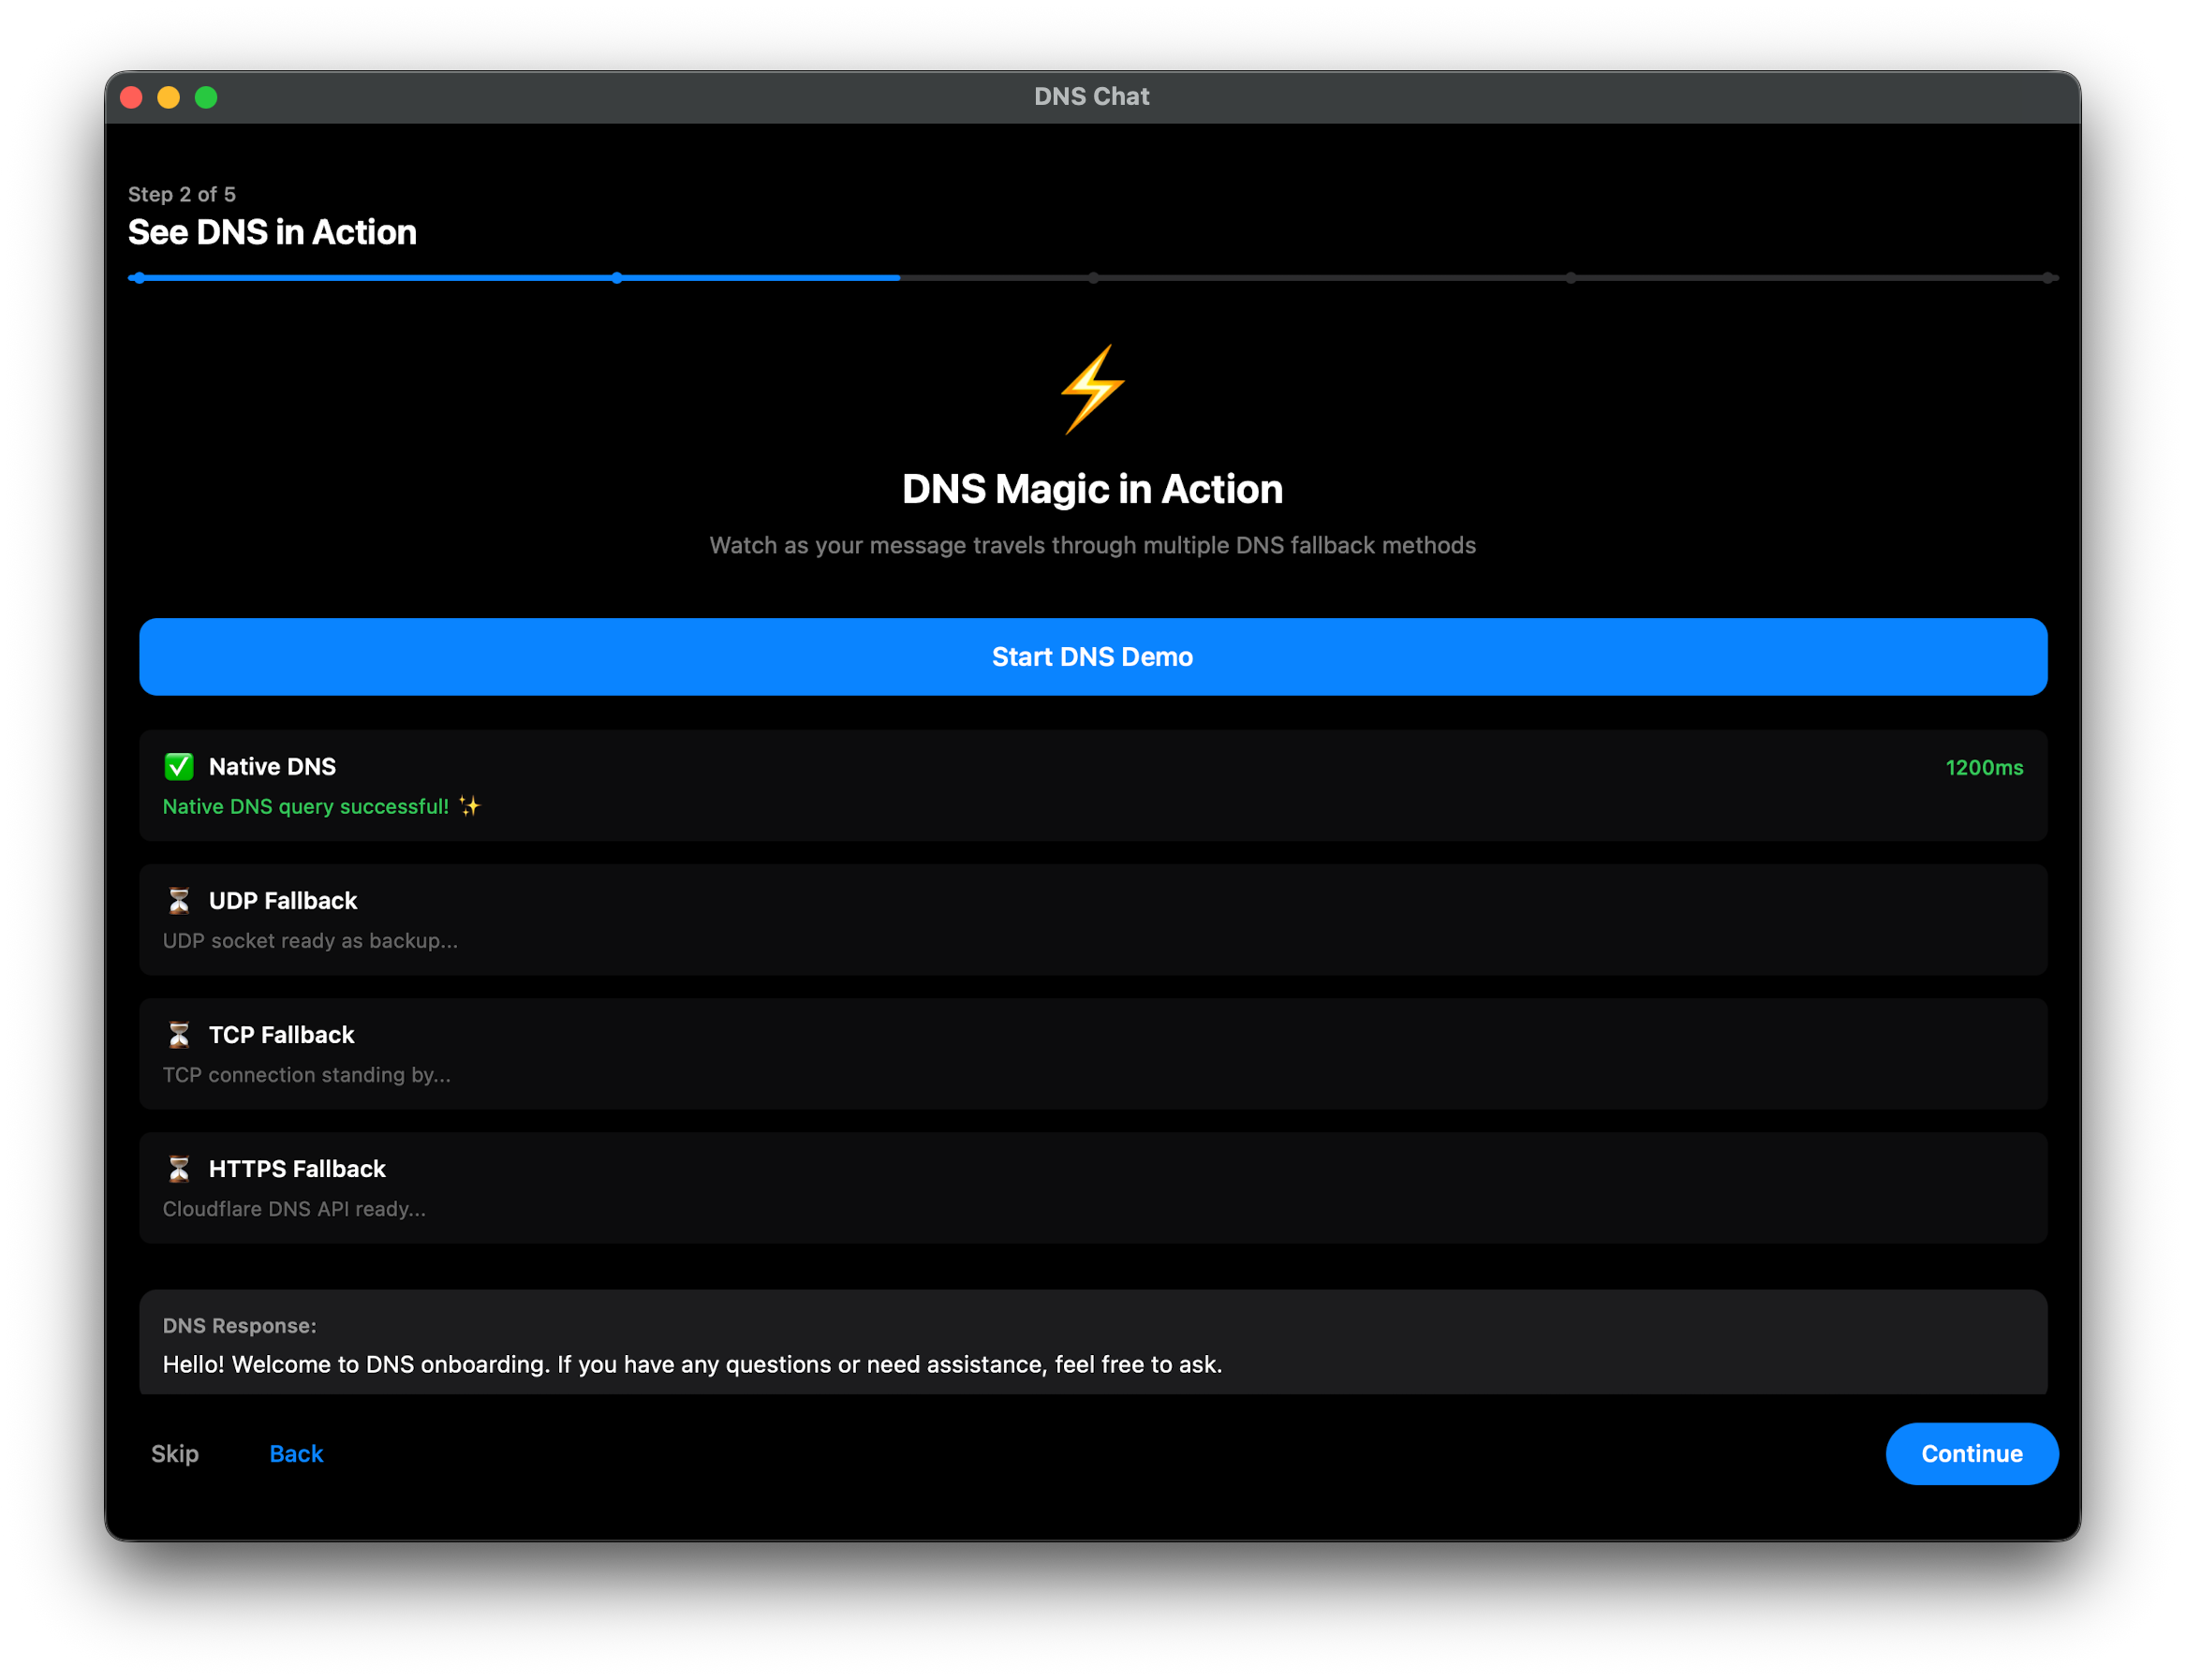 DNS Chat
Step 2 of 5
See DNS in Action
DNS Magic in Action
Watch as your message travels through multiple DNS fallback methods
Start DNS Demo
Native DNS
1200ms
Native DNS query successful! ✨
UDP Fallback
UDP socket ready as backup...
TCP Fallback
TCP connection standing by...
HTTPS Fallback
Cloudflare DNS API ready...
DNS Response:
Hello! Welcome to DNS onboarding. If you have any questions or need assistance, feel free to ask.
Skip
Back
Continue